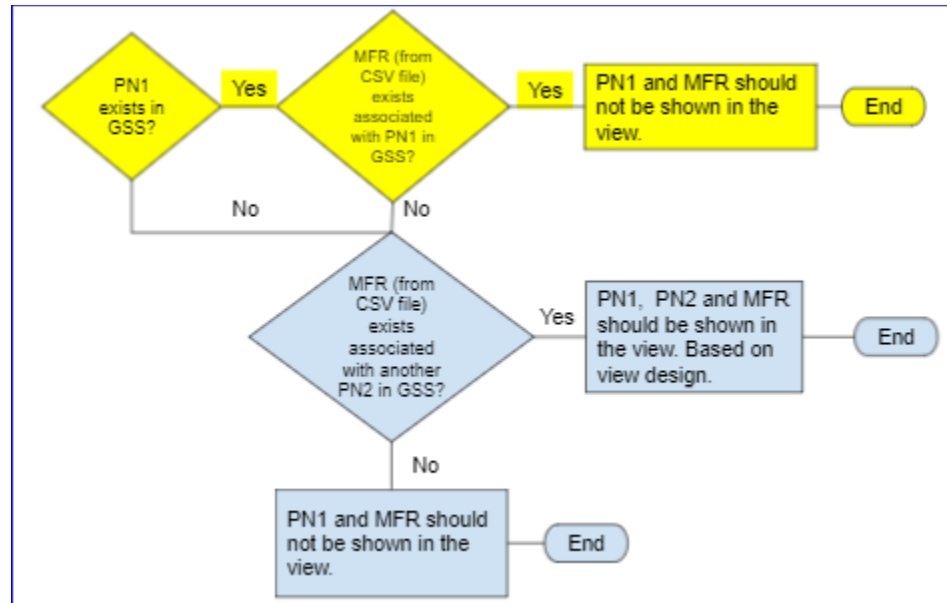 PN1
exists in
GSS?
Yes
MFR (from
CSV file)
exists
associated
with PN1 in
GSS?
Yes
PN1 and MFR should
not be shown in the
view.
End
No
No
MFR (from
CSV file)
exists
associated
with another
PN2 in GSS?
Yes
PN1,  PN2 and MFR
should be shown in
the view. Based on
view design.
End
No
PN1 and MFR should
not be shown in the
view.
End